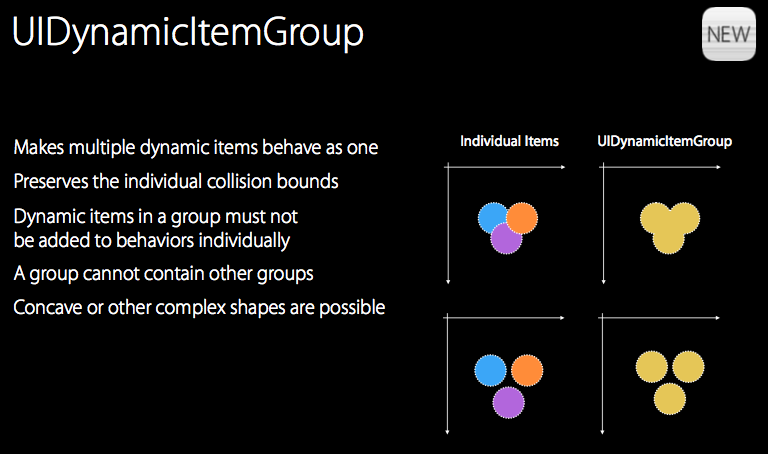 UIDynamicItemGroup
NEW
Makes multiple dynamic items behave as one
Preserves the individual collision bounds
Dynamic items in a group must not
be added to behaviors individually
A group cannot contain other groups
Concave or other complex shapes are possible
Individual Items
UIDynamicItemGroup